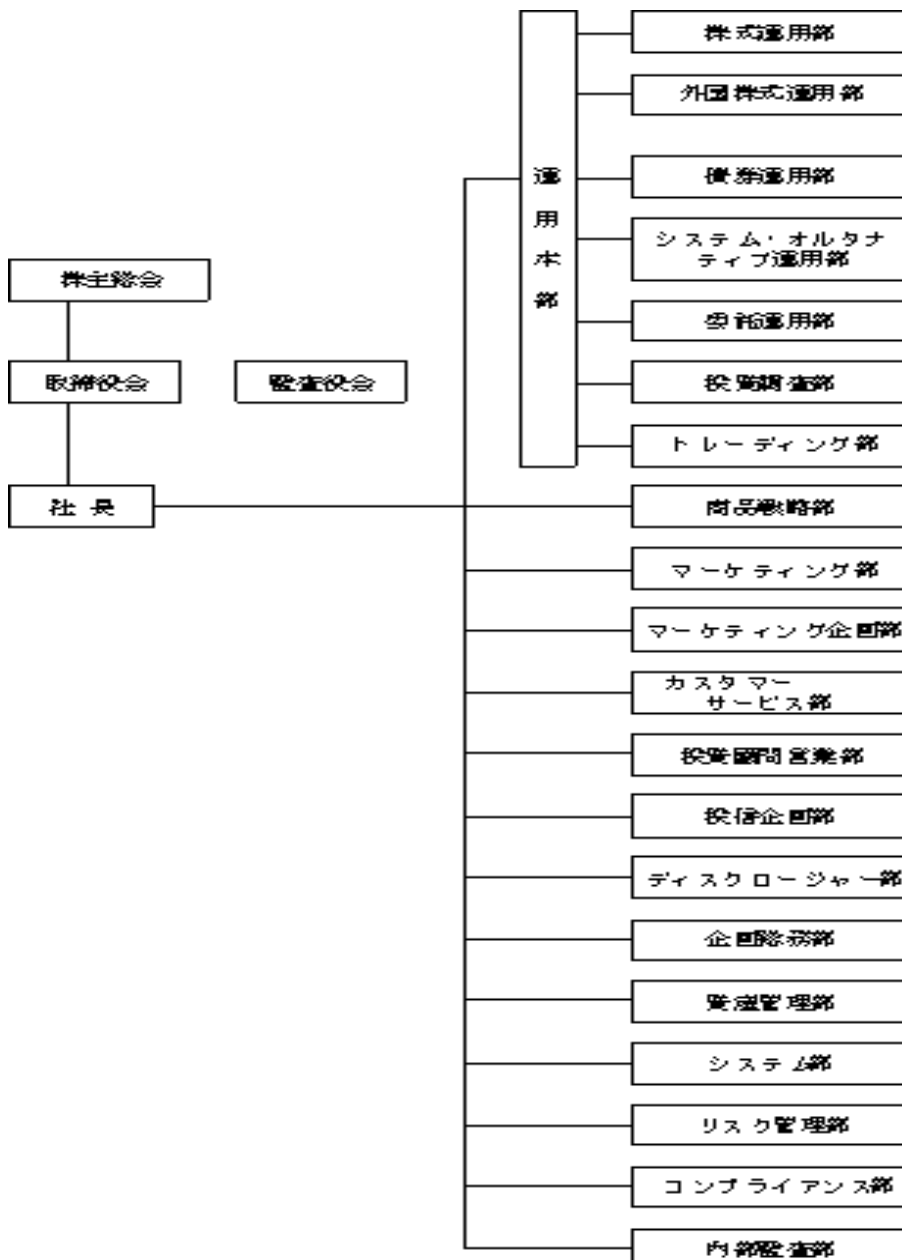 株式運用部
外国株式運用部
債券運用部
システム・オルタナ
ティブ運用部
委託運用部
投資調査部
トレーディング部
運
用
本
部
株主総会
取締役会
監査役会
社 長
商品戦略部
マーケティング部
マーケティング企画部
カスタマー
サービス部
投資顧問営業部
投信企画部
ディスクロージャー部
企画総務部
資産管理部
システム部
リスク管理部
コンプライアンス部
内部監査部